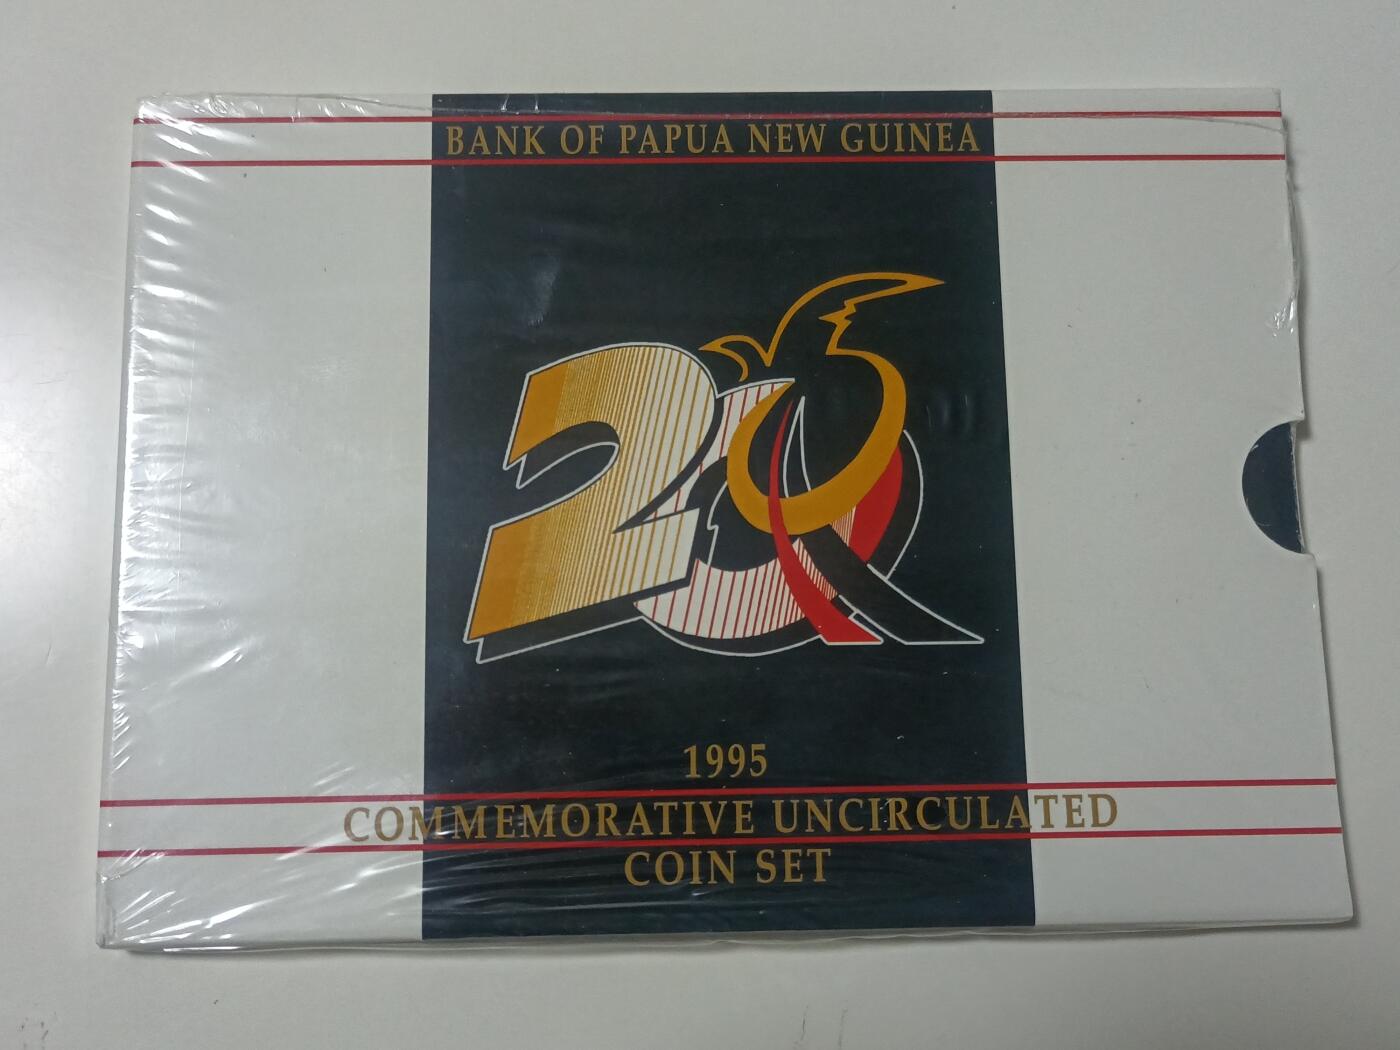 BANK OF PAPUA NEW GUINEA
20
1995
COMMEMORATIVE UNCIRCULATED
COIN SET